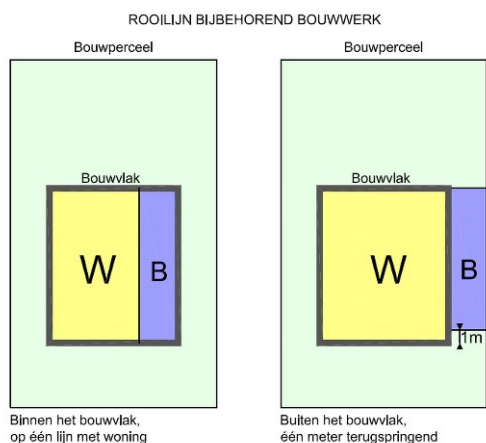 ROOILIJN BIJBEHOREND BOUWWERK
Bouwperceel
Bouwvlak
W
B
Binnen het bouwvlak,
op één lijn met woning
Bouwperceel
Bouwvlak
W
B
1m
Buiten het bouwvlak,
één meter terugspringend